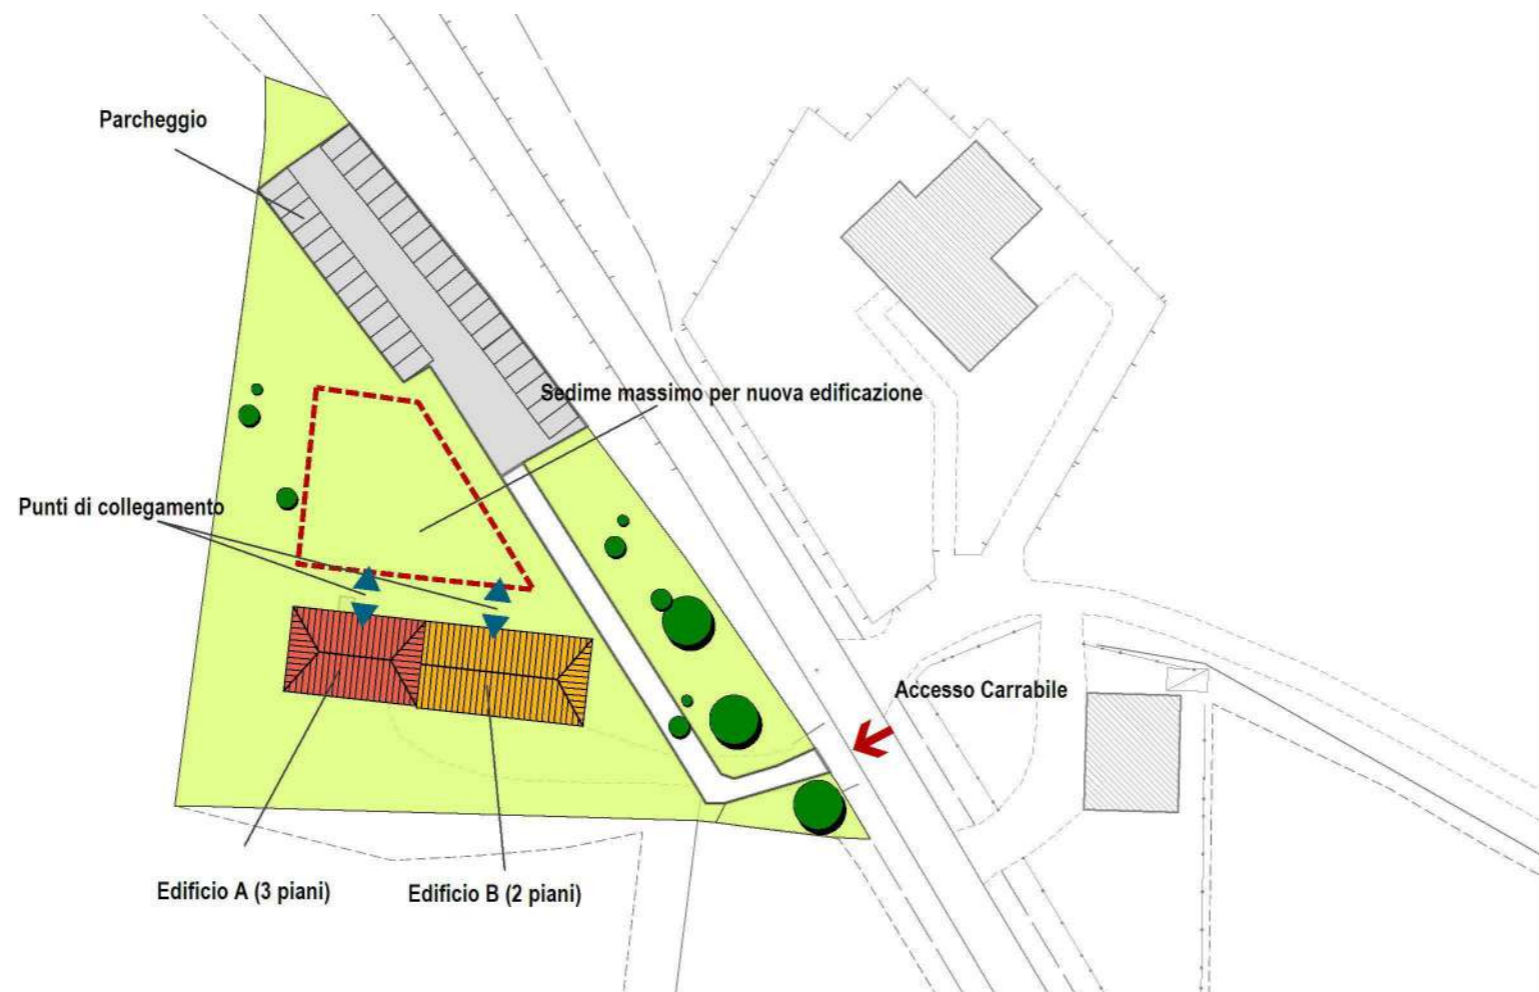 Parcheggio
Sedime massimo per nuova edificazione
Punti di collegamento
Accesso Carrabile
Edificio A (3 piani)
Edificio B (2 piani)